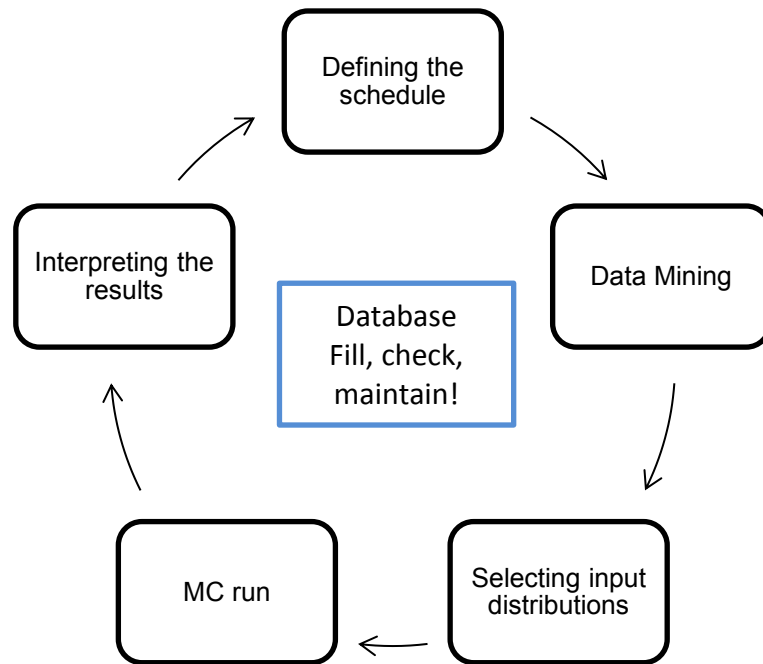 Defining the
schedule
Interpreting the
results
Data Mining
Database
Fill, check,
maintain!
MC run
Selecting input
distributions